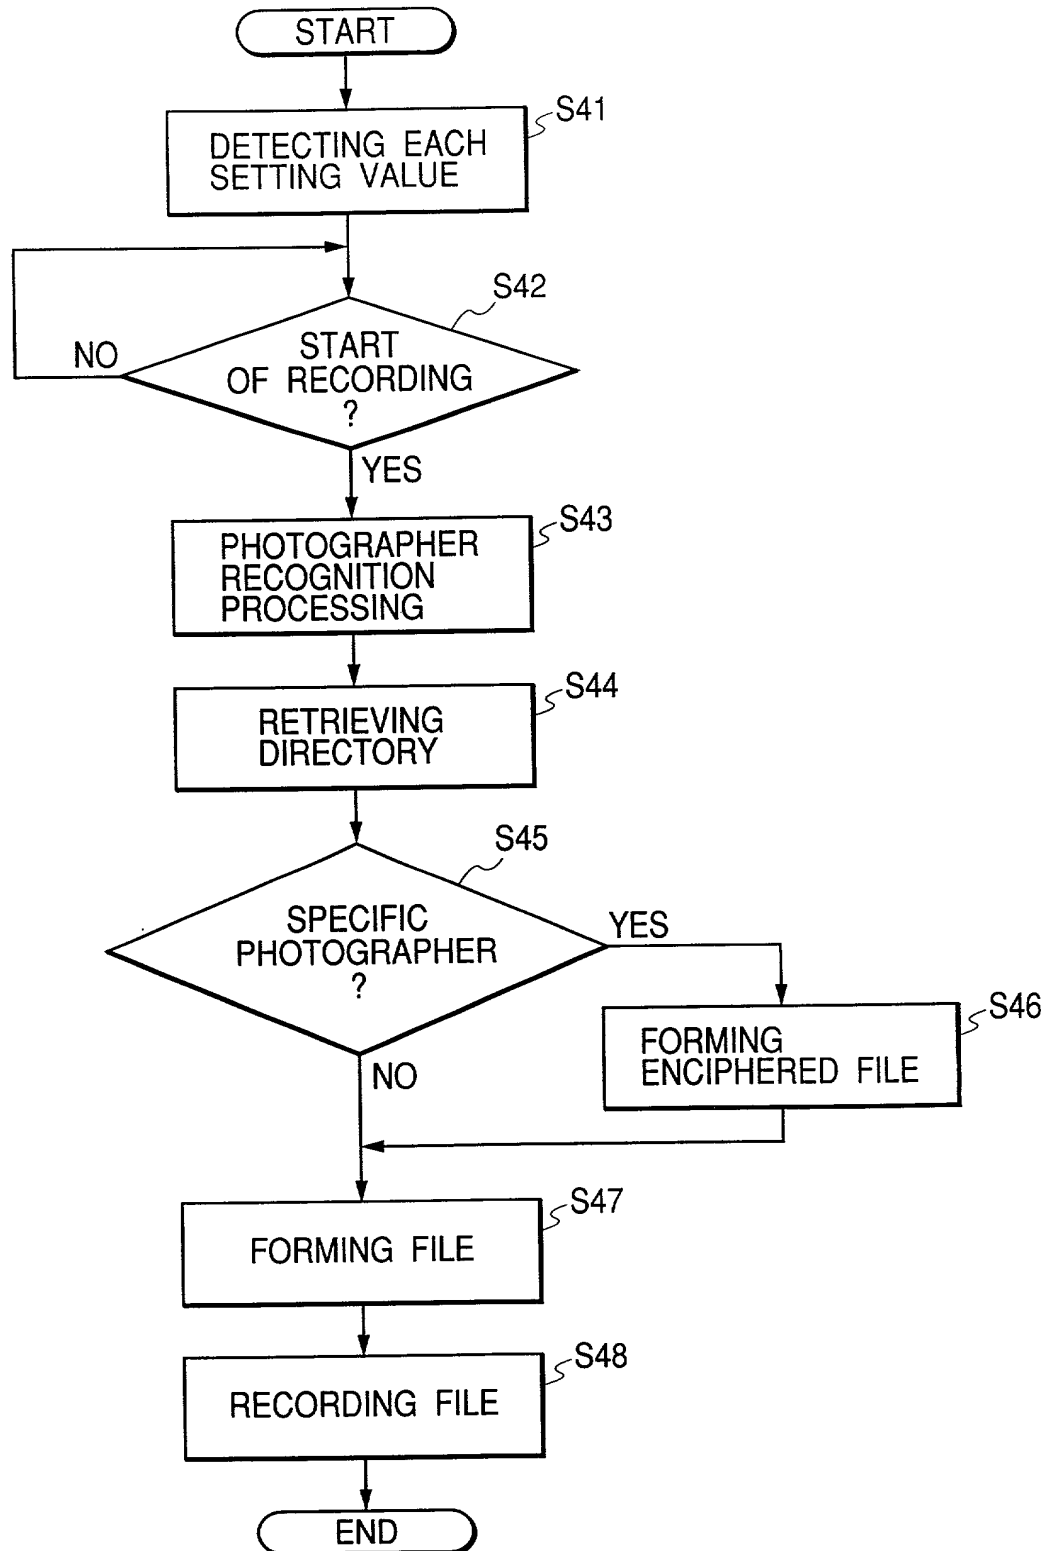 START
S41
DETECTING EACH
SETTING VALUE
S42
START
OF RECORDING
?
NO
YES
S43
PHOTOGRAPHER
RECOGNITION
PROCESSING
S44
RETRIEVING
DIRECTORY
S45
SPECIFIC
PHOTOGRAPHER
?
YES
S46
FORMING
ENCIPHERED FILE
NO
S47
FORMING FILE
S48
RECORDING FILE
END